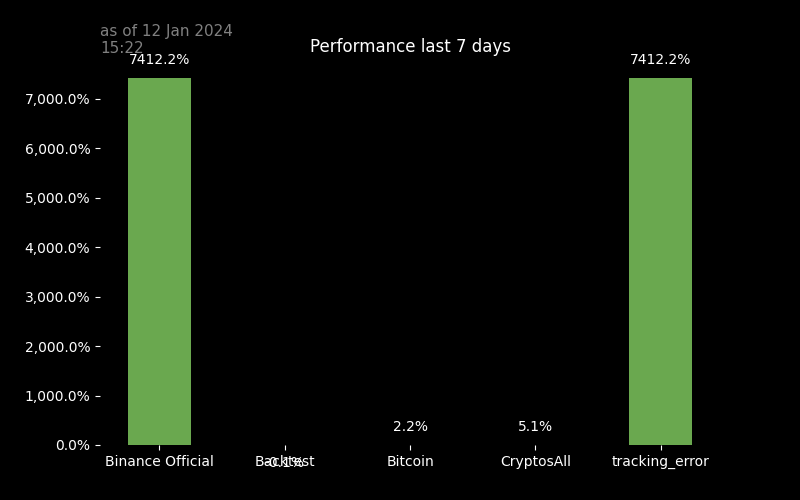 as of 12 Jan 2024
15:22
Performance last 7 days
7412.2%
7412.2%
7,000.0%
6,000.0%
5,000.0%
4,000.0%
3,000.0%
2,000.0%
1,000.0%
2.2%
5.1%
0.0%
Binance Official
Backtest
-0.1%
Bitcoin
CryptosAll
tracking_error